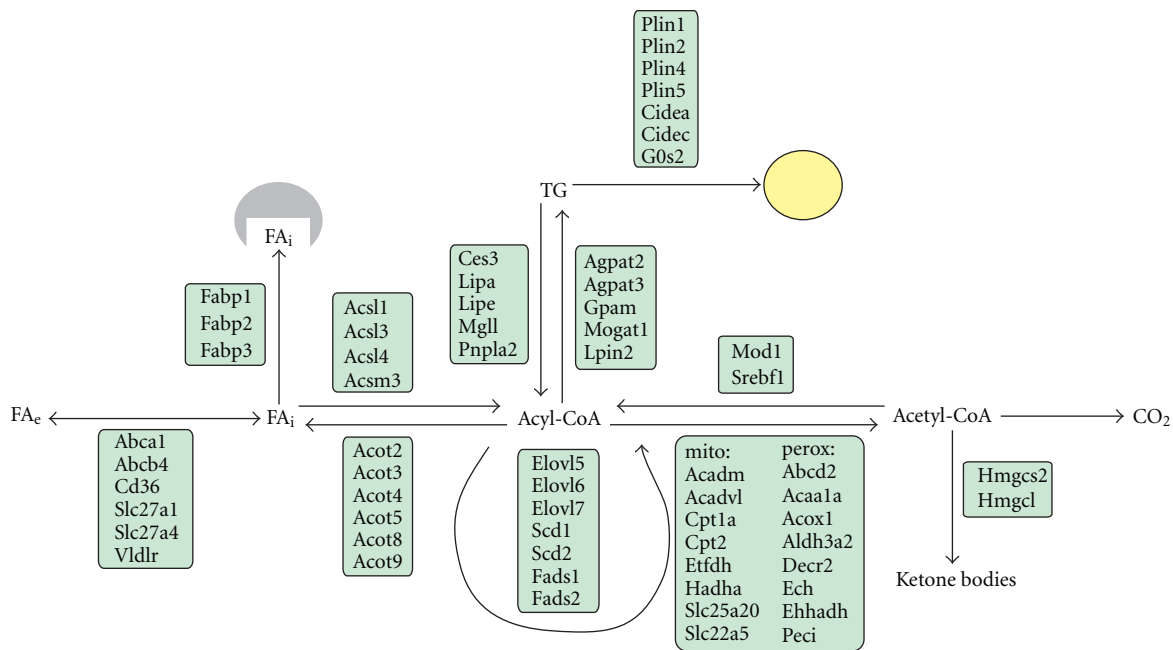 Plin1
Plin2
Plin4
Plin5
Cidea
Cidec
G0s2
TG
FAi
Fabp1
Fabp2
Fabp3
Acsl1
Acsl3
Acsl4
Acsm3
Ces3
Lipa
Lipe
Mgll
Pnpla2
Agpat2
Agpat3
Gpam
Mogat1
Lpin2
Mod1
Srebf1
FAe
FAi
Acyl-CoA
Acetyl-CoA
CO2
Abca1
Abcb4
Cd36
Slc27a1
Slc27a4
Vldlr
Acot2
Acot3
Acot4
Acot5
Acot8
Acot9
Elovl5
Elovl6
Elovl7
Scd1
Scd2
Fads1
Fads2
mito:
Acadm
Acadvl
Cpt1a
Cpt2
Etfdh
Hadha
Slc25a20
Slc22a5
perox:
Abcd2
Acaa1a
Acox1
Aldh3a2
Decr2
Ech
Ehhadh
Peci
Hmgcs2
Hmgcl
Ketone bodies